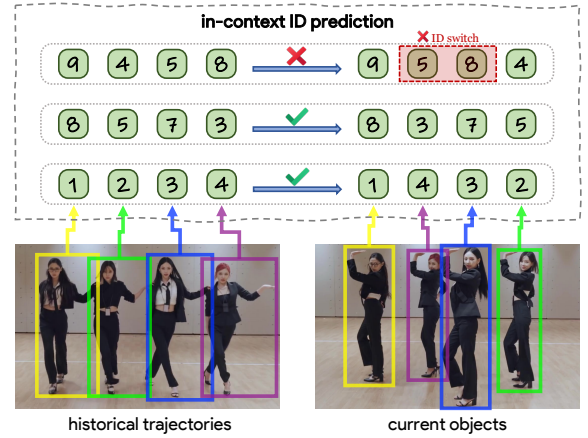 in-context ID prediction
ID switch
9 4 5 8 9 5 8 4
8 5 7 3 8 3 7 5
1 2 3 4 1 4 3 2
historical trajectories current objects